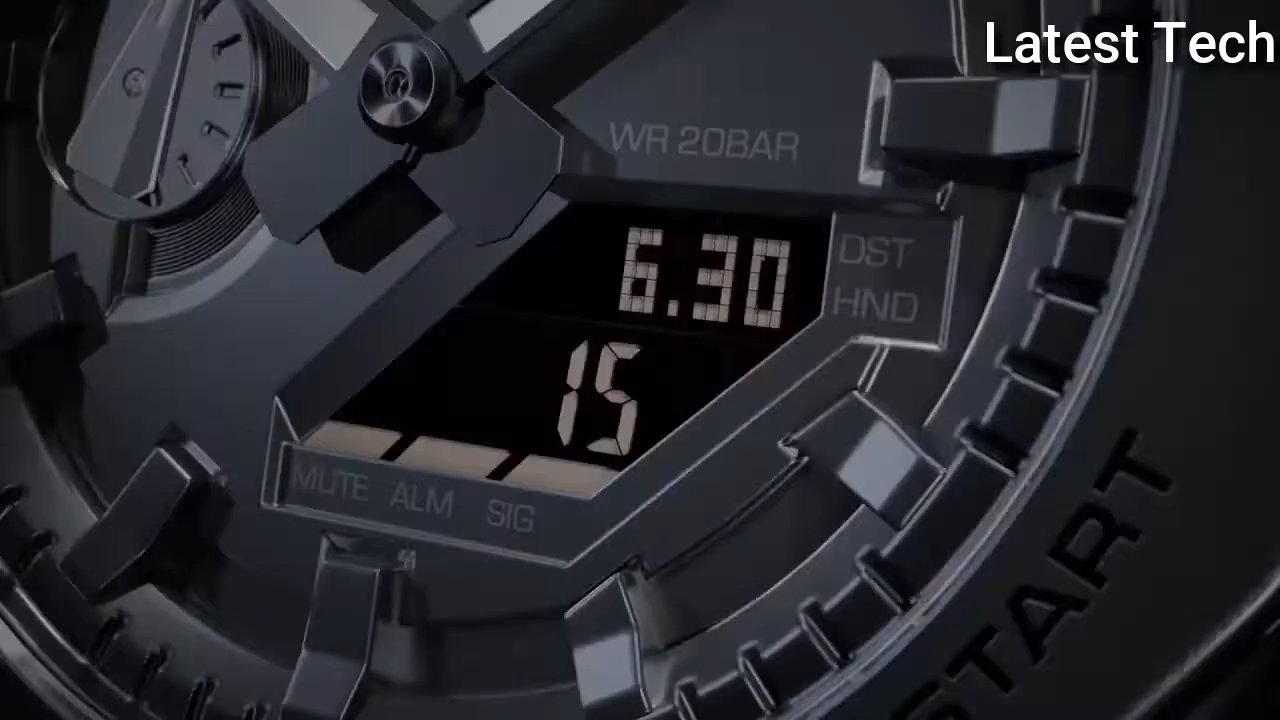 Latest Tech
WR 20BAR
6.30
DST
HND
15
MUTE ALM SIG
START